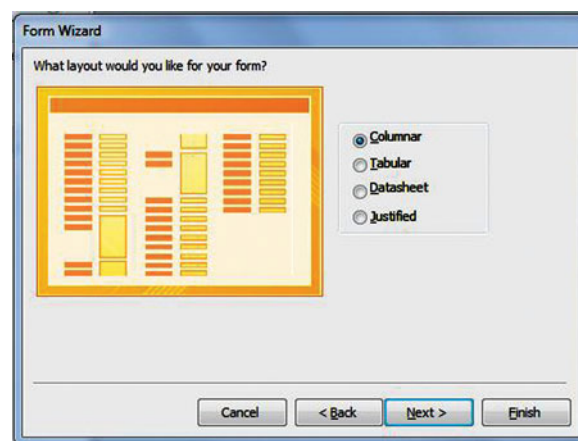 Form Wizard
What layout would you like for your form?
Columnar
Tabular
Datasheet
Justified
Cancel
< Back
Next >
Finish